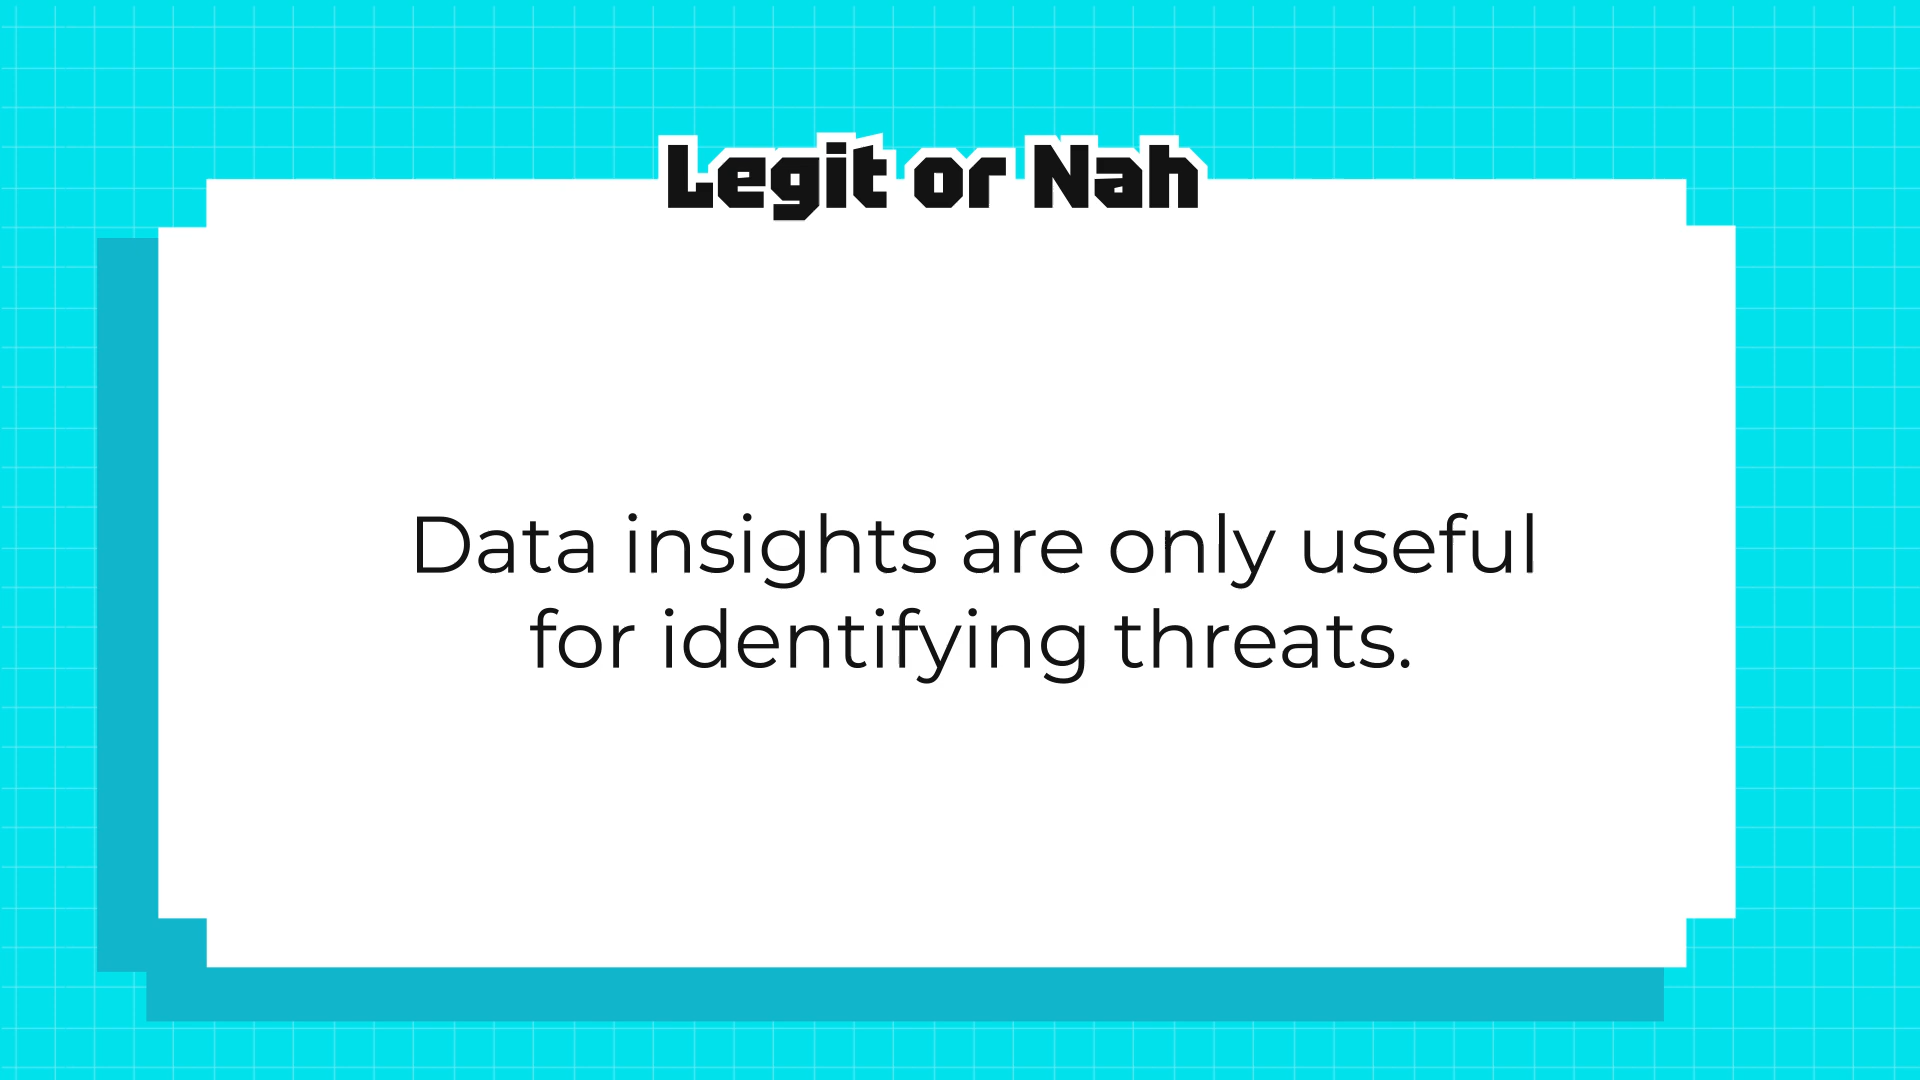 Legit or Nah
Data insights are only useful
for identifying threats.